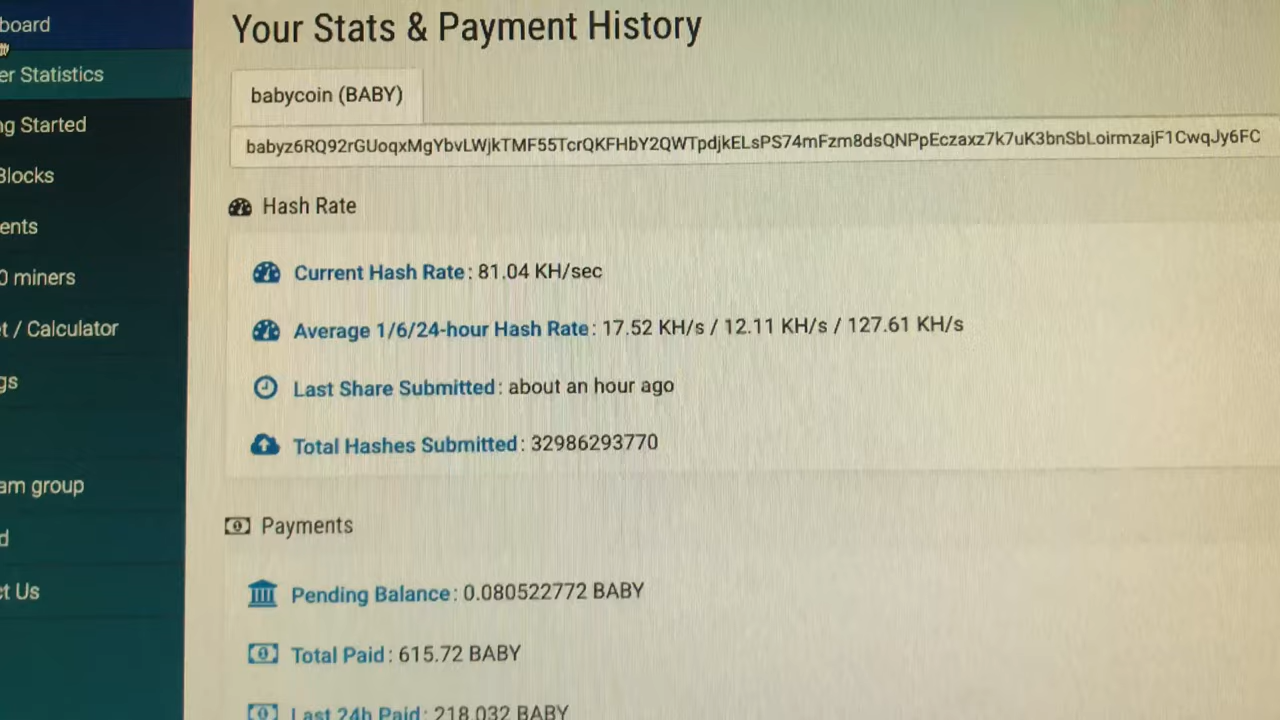 board
er Statistics
ng Started
Blocks
ents
0 miners
t / Calculator
gs
am group
d
ct Us
Your Stats & Payment History
babycoin (BABY)
babyz6RQ92rGUoqxMgYbvLWjkTMF55TcrQKFHbY2QWTpdjkELsPS74mFzm8dsQNPpEczaxz7k7uK3bnSbLoirmzajF1CwqJy6FC
Hash Rate
Current Hash Rate: 81.04 KH/sec
Average 1/6/24-hour Hash Rate: 17.52 KH/s / 12.11 KH/s / 127.61 KH/s
Last Share Submitted: about an hour ago
Total Hashes Submitted: 32986293770
Payments
Pending Balance: 0.080522772 BABY
Total Paid: 615.72 BABY
Last 24h Paid: 218.032 BABY